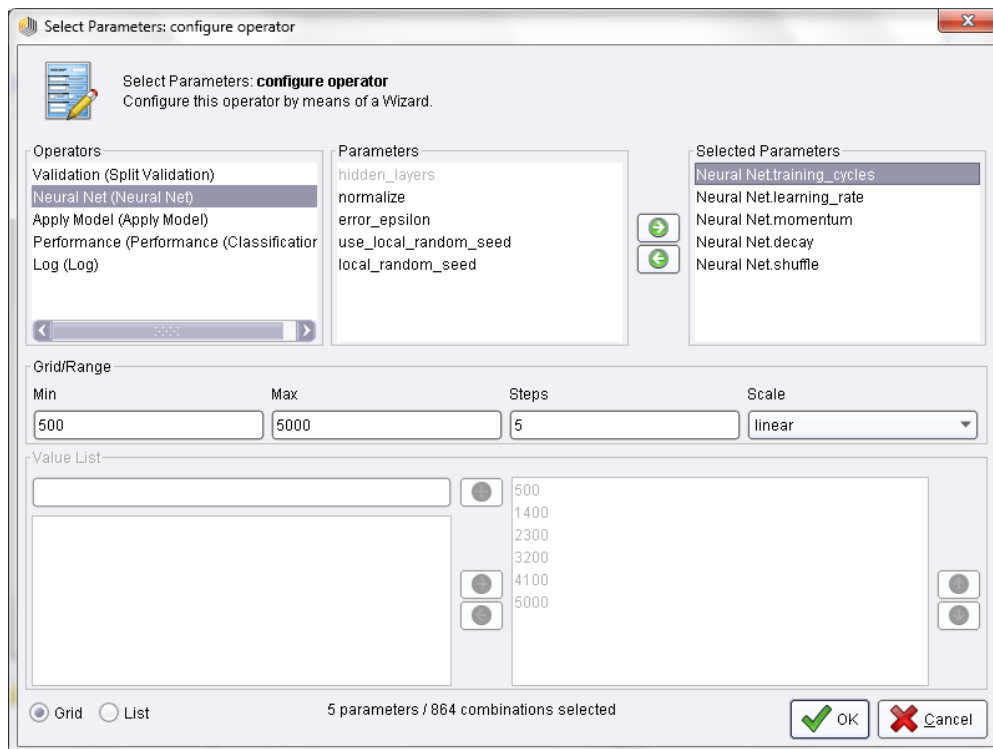 Select Parameters: configure operator
Select Parameters: configure operator
Configure this operator by means of a Wizard.
Operators
Validation (Split Validation)
Neural Net (Neural Net)
Apply Model (Apply Model)
Performance (Performance (Classification
Log (Log)
Parameters
hidden_layers
normalize
error_epsilon
use_local_random_seed
local_random_seed
Selected Parameters
Neural Net.training_cycles
Neural Net.learning_rate
Neural Net.momentum
Neural Net.decay
Neural Net.shuffle
Grid/Range
Min Max Steps Scale
500 5000 5 linear
Value List
500
1400
2300
3200
4100
5000
Grid List 5 parameters / 864 combinations selected OK Cancel